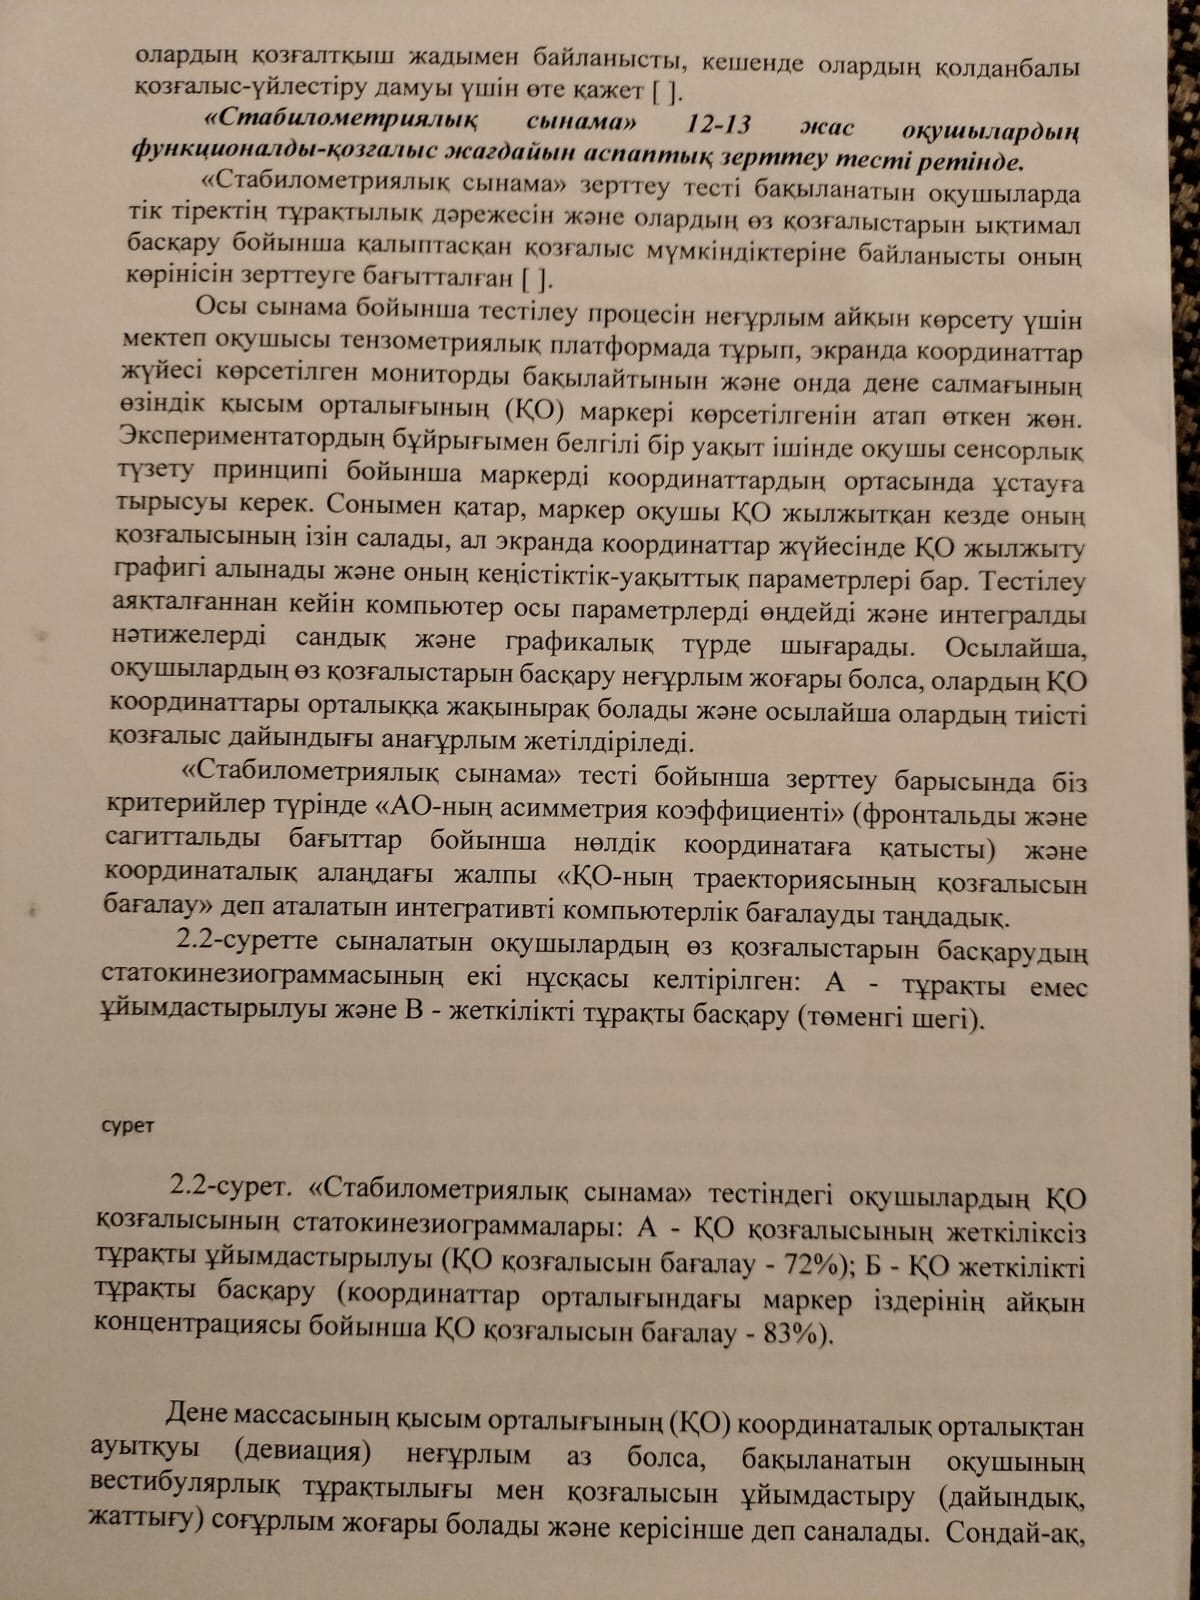 олардың қозғалтқыш жадымен байланысты, кешенде олардың қолданбалы
қозғалыс-үйлестіру дамуы үшін өте қажет [ ].
«Стабилометриялық сынама» 12-13 жас оқушылардың
функционалды-қозғалыс жағдайын аспаптық зерттеу тесті ретінде.
«Стабилометриялық сынама» зерттеу тесті бақыланатын оқушыларда
тік тіректің тұрақтылық дәрежесін және олардың өз қозғалыстарын ықтимал
басқару бойынша қалыптасқан қозғалыс мүмкіндіктеріне байланысты оның
көрінісін зерттеуге бағытталған [ ].
Осы сынама бойынша тестілеу процесін неғұрлым айқын көрсету үшін
мектеп оқушысы тензометриялық платформада тұрып, экранда координаттар
жүйесі көрсетілген мониторды бақылайтынын және онда дене салмағының
өзіндік қысым орталығының (ҚО) маркері көрсетілгенін атап өткен жөн.
Экспериментатордың бұйрығымен белгілі бір уақыт ішінде оқушы сенсорлық
түзету принципі бойынша маркерді координаттардың ортасында ұстауға
тырысуы керек. Сонымен қатар, маркер оқушы ҚО жылжытқан кезде оның
қозғалысының ізін салады, ал экранда координаттар жүйесінде ҚО жылжыту
графигі алынады және оның кеңістіктік-уақыттық параметрлері бар. Тестілеу
аяқталғаннан кейін компьютер осы параметрлерді өңдейді және интегралды
нәтижелерді сандық және графикалық түрде шығарады. Осылайша,
оқушылардың өз қозғалыстарын басқару неғұрлым жоғары болса, олардың ҚО
координаттары орталыққа жақынырақ болады және осылайша олардың тиісті
қозғалыс дайындығы анағұрлым жетілдіріледі.
«Стабилометриялық сынама» тесті бойынша зерттеу барысында біз
критерийлер түрінде «АО-ның асимметрия коэффициенті» (фронтальды және
сагиттальды бағыттар бойынша нөлдік координатаға қатысты) және
координаталық алаңдағы жалпы «ҚО-ның траекториясының қозғалысын
бағалау» деп аталатын интегративті компьютерлік бағалауды таңдадық.
2.2-суретте сыналатын оқушылардың өз қозғалыстарын басқарудың
статокинезиограммасының екі нұсқасы келтірілген: А - тұрақты емес
ұйымдастырылуы және В - жеткілікті тұрақты басқару (төменгі шегі).
сурет
2.2-сурет. «Стабилометриялық сынама» тестіндегі оқушылардың ҚО
қозғалысының статокинезиограммалары: А - ҚО қозғалысының жеткіліксіз
тұрақты ұйымдастырылуы (ҚО қозғалысын бағалау - 72%); Б - ҚО жеткілікті
тұрақты басқару (координаттар орталығындағы маркер іздерінің айқын
концентрациясы бойынша ҚО қозғалысын бағалау - 83%).
Дене массасының қысым орталығының (ҚО) координаталық орталықтан
ауытқуы (девиация) неғұрлым аз болса, бақыланатын оқушының
вестибулярлық тұрақтылығы мен қозғалысын ұйымдастыру (дайындық,
жаттығу) соғұрлым жоғары болады және керісінше деп саналады. Сондай-ақ,